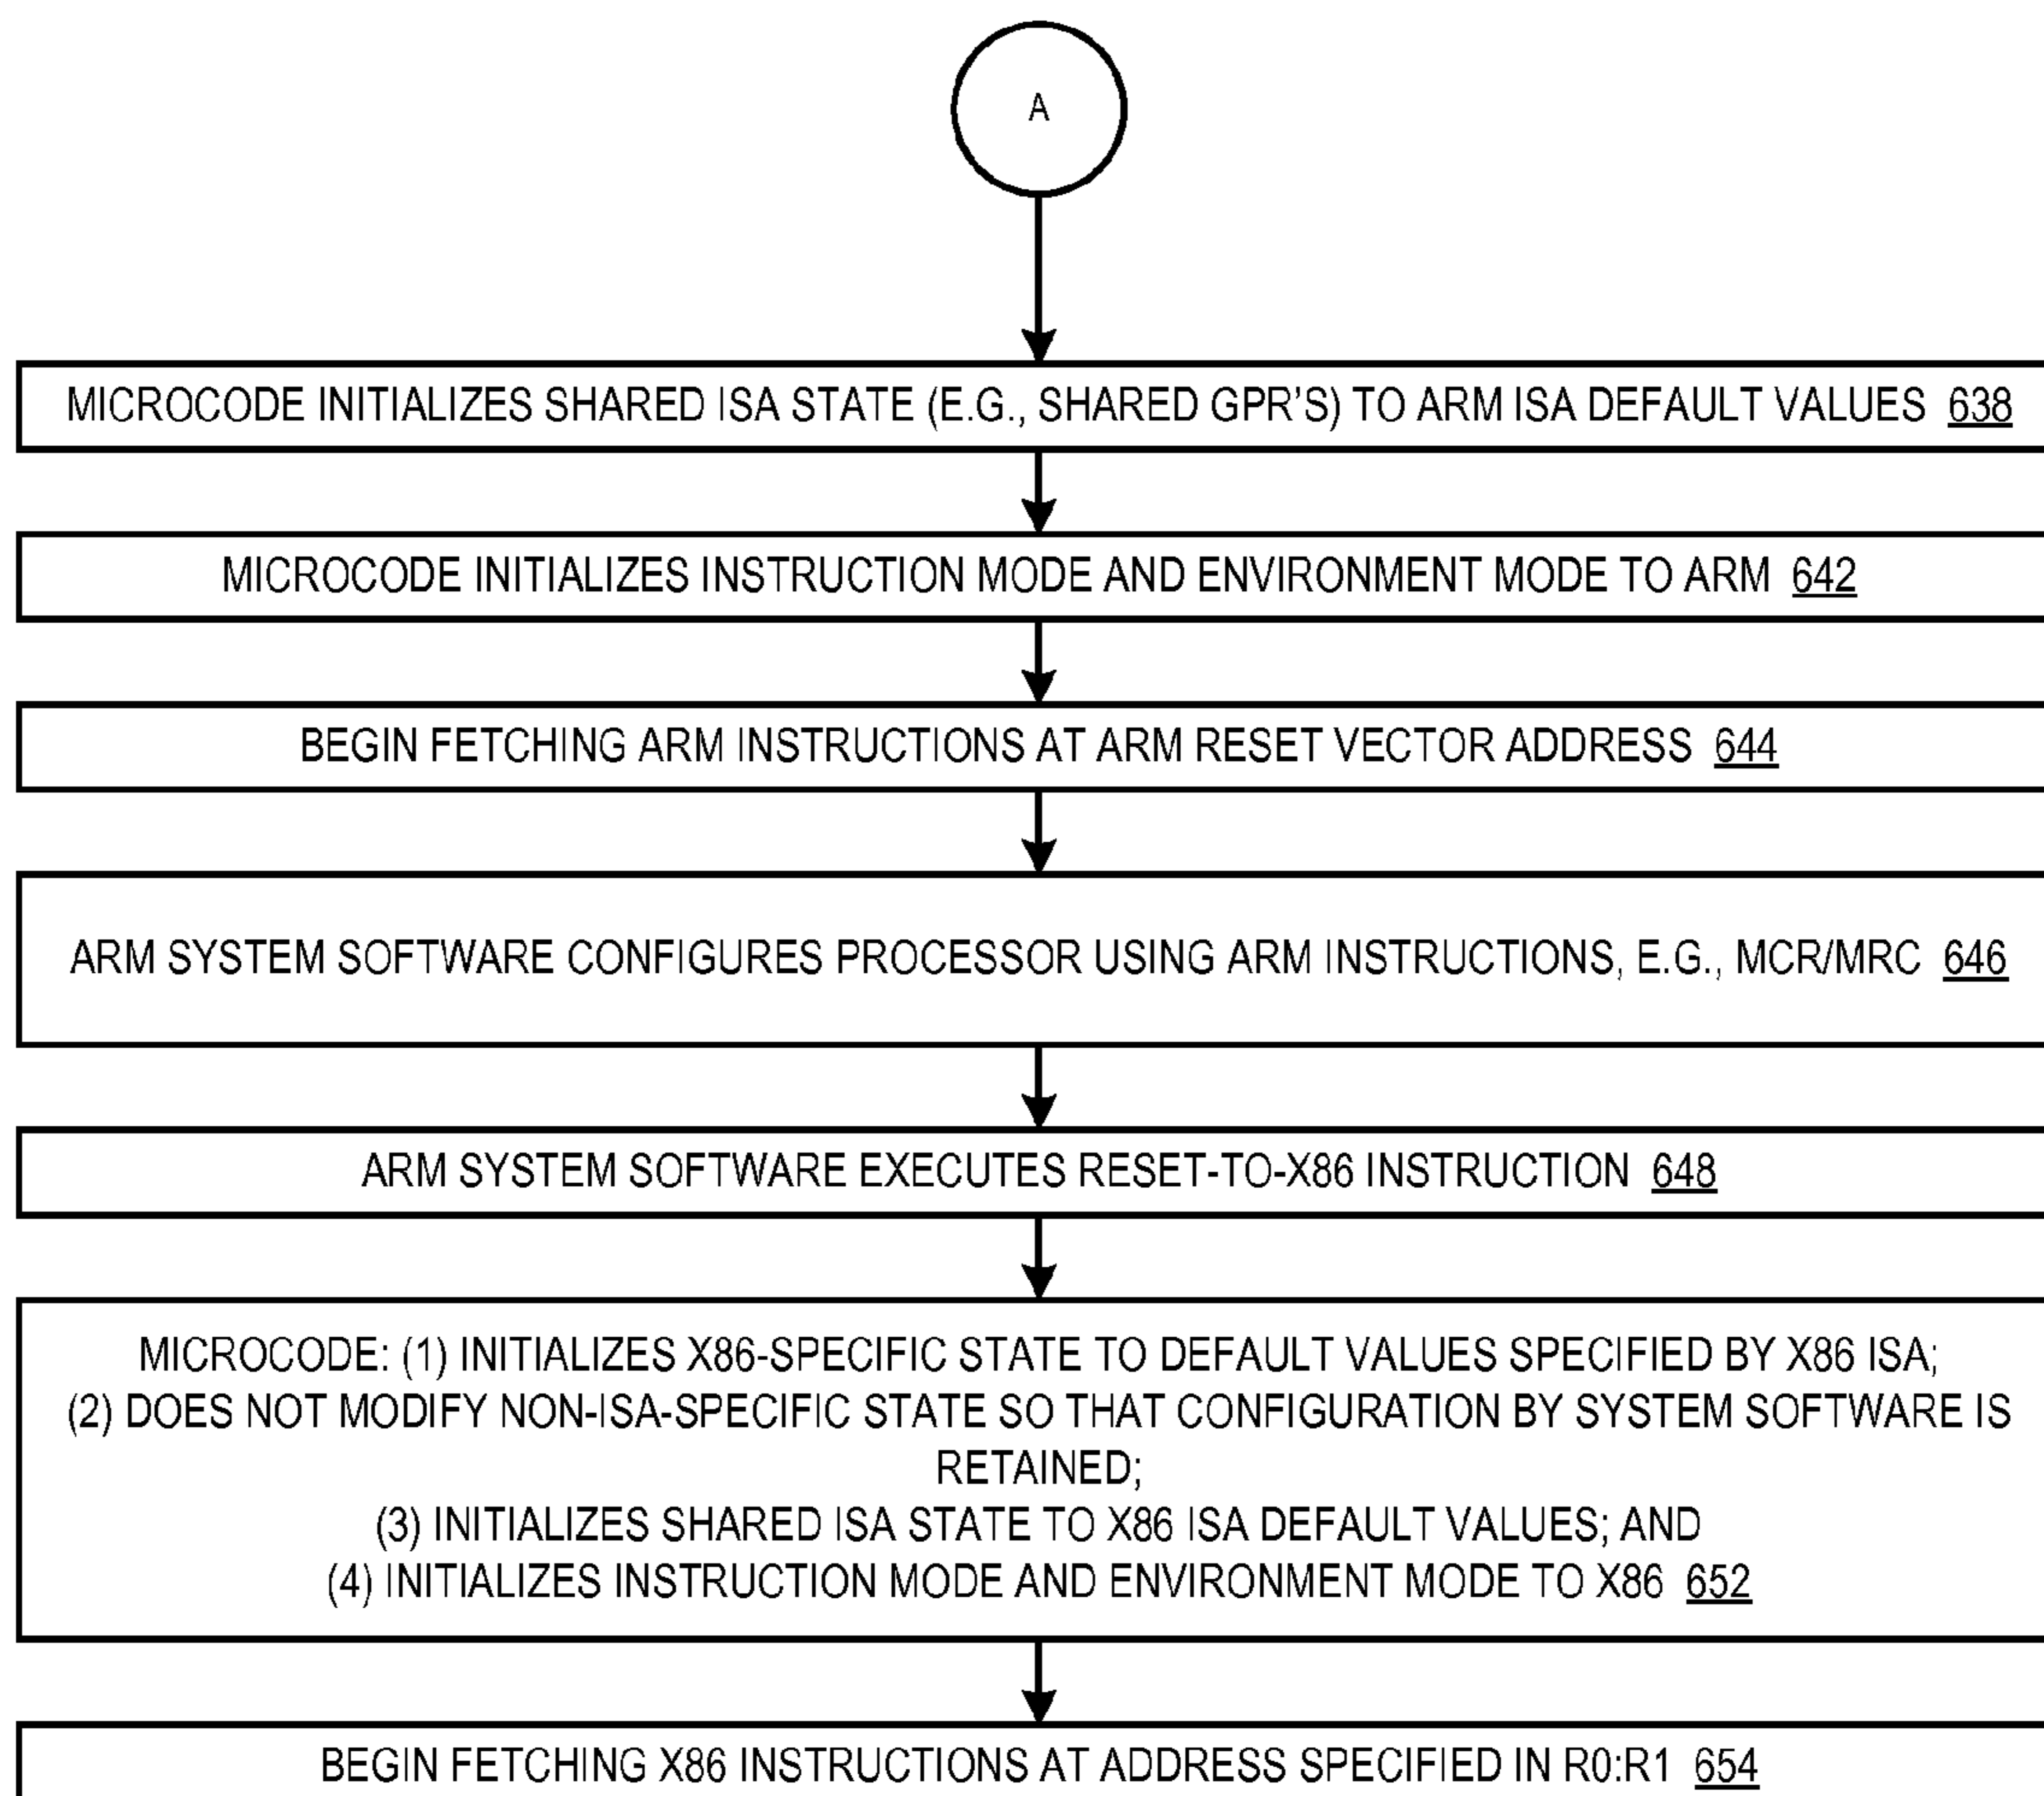 A
MICROCODE INITIALIZES SHARED ISA STATE (E.G., SHARED GPR'S) TO ARM ISA DEFAULT VALUES 638
MICROCODE INITIALIZES INSTRUCTION MODE AND ENVIRONMENT MODE TO ARM 642
BEGIN FETCHING ARM INSTRUCTIONS AT ARM RESET VECTOR ADDRESS 644
ARM SYSTEM SOFTWARE CONFIGURES PROCESSOR USING ARM INSTRUCTIONS, E.G., MCR/MRC 646
ARM SYSTEM SOFTWARE EXECUTES RESET-TO-X86 INSTRUCTION 648
MICROCODE: (1) INITIALIZES X86-SPECIFIC STATE TO DEFAULT VALUES SPECIFIED BY X86 ISA;
(2) DOES NOT MODIFY NON-ISA-SPECIFIC STATE SO THAT CONFIGURATION BY SYSTEM SOFTWARE IS
RETAINED;
(3) INITIALIZES SHARED ISA STATE TO X86 ISA DEFAULT VALUES; AND
(4) INITIALIZES INSTRUCTION MODE AND ENVIRONMENT MODE TO X86 652
BEGIN FETCHING X86 INSTRUCTIONS AT ADDRESS SPECIFIED IN R0:R1 654